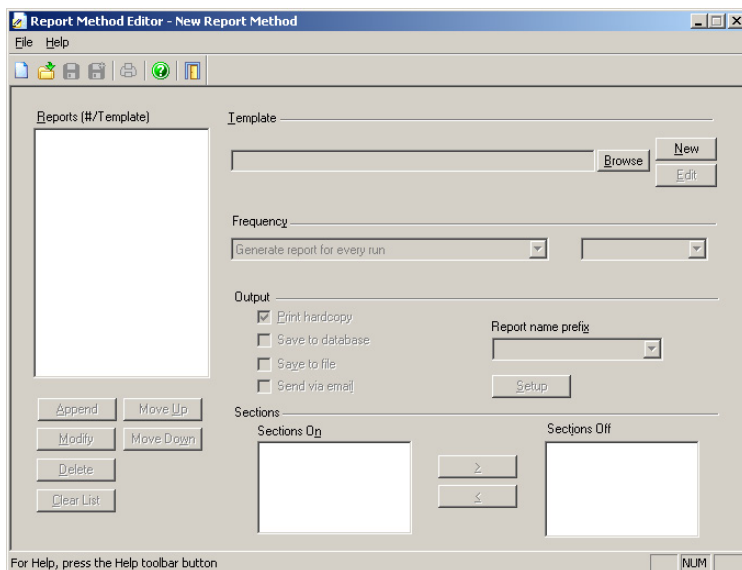 Report Method Editor - New Report Method
File Help
Reports (#/Template)
Template
Browse
New
Edit
Frequency
Generate report for every run
Output
Print hardcopy
Save to database
Save to file
Send via email
Report name prefix
Setup
Append
Move Up
Modify
Move Down
Delete
Clear List
Sections
Sections On
Sections Off
>
<
For Help, press the Help toolbar button
NUM